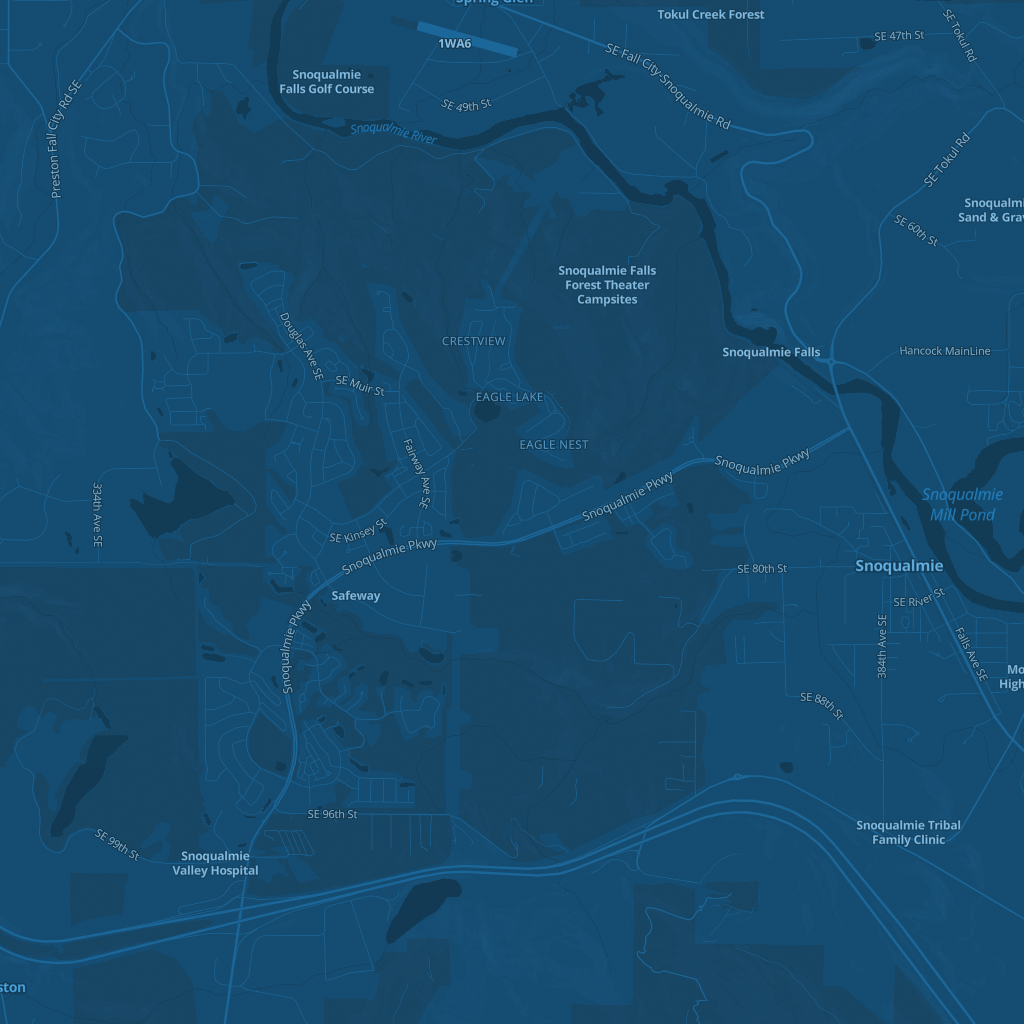 Spring Glen
Tokul Creek Forest
1WA6
SE 47th St
SE Tokul Rd
SE Fall City-Snoqualmie Rd
Snoqualmie
Falls Golf Course
Preston Fall City Rd SE
SE 49th St
Snoqualmie River
SE Tokul Rd
Snoqualmi
Sand & Grav
SE 60th St
Snoqualmie Falls
Forest Theater
Campsites
Douglas Ave SE
CRESTVIEW
Snoqualmie Falls
Hancock MainLine
SE Muir St
EAGLE LAKE
EAGLE NEST
Fairway Ave SE
Snoqualmie Pkwy
Snoqualmie Pkwy
334th Ave SE
Snoqualmie
Mill Pond
SE Kinsey St
Snoqualmie Pkwy
SE 80th St
Snoqualmie
Safeway
SE River St
Snoqualmie Pkwy
384th Ave SE
Falls Ave SE
Mo
High
SE 88th St
SE 96th St
SE 99th St
Snoqualmie
Valley Hospital
Snoqualmie Tribal
Family Clinic
ston